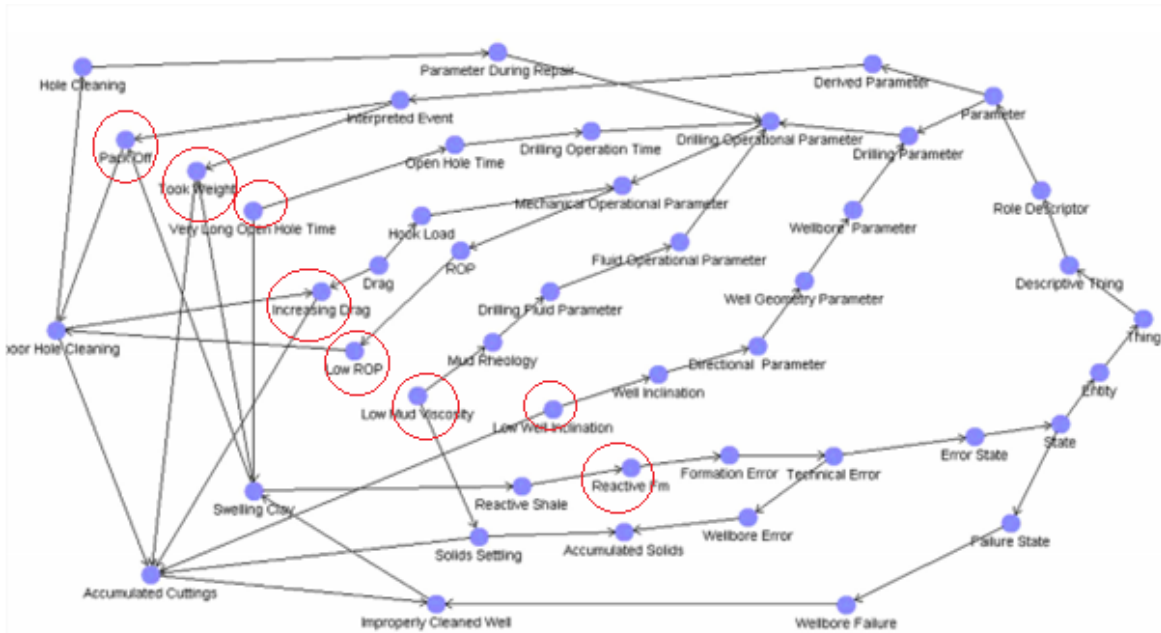 Hole Cleaning
Parameter During Repair
Derived Parameter
Parameter
Interpreted Event
Pack Off
Open Hole Time
Drilling Operation Time
Drilling Operational Parameter
Drilling Parameter
Took Weight
Very Long Open Hole Time
Mechanical Operational Parameter
Role Descriptor
Hook Load
Wellbore Parameter
ROP
Fluid Operational Parameter
Drag
Descriptive Thing
Increasing Drag
Drilling Fluid Parameter
Well Geometry Parameter
Thing
poor Hole Cleaning
Low ROP
Mud Rheology
Directional Parameter
Well Inclination
Entity
Low Mud Viscosity
Low Well Inclination
State
Error State
Reactive Fm
Formation Error
Technical Error
Swelling Clay
Reactive Shale
Solids Settling
Accumulated Solids
Wellbore Error
Failure State
Accumulated Cuttings
Improperly Cleaned Well
Wellbore Failure